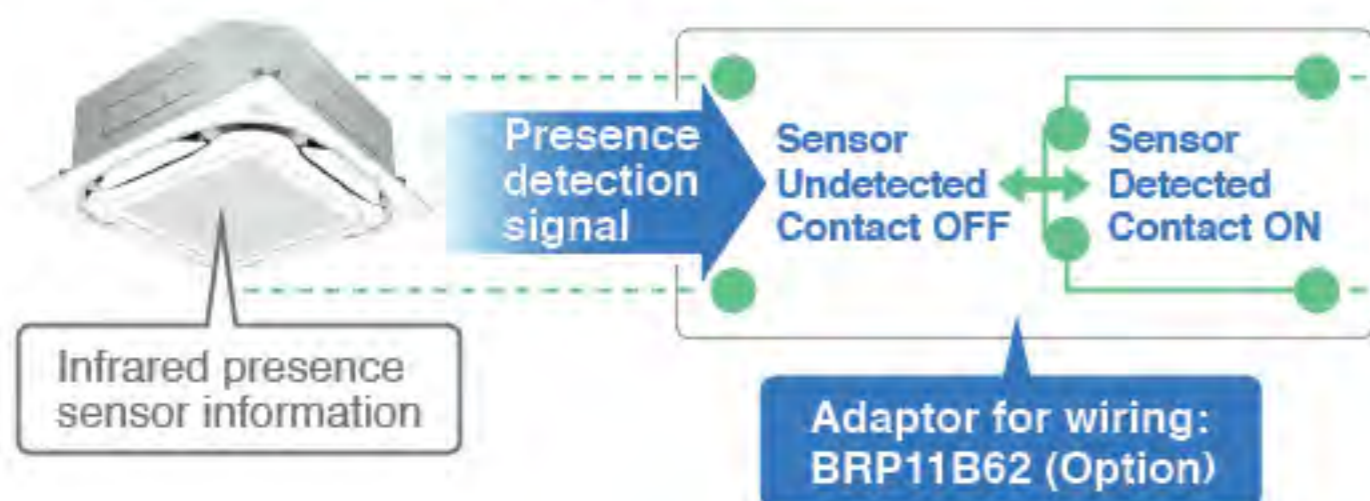 Presence
detection
signal
Sensor
Undetected
Contact OFF
Sensor
Detected
Contact ON
Infrared presence
sensor information
Adaptor for wiring:
BRP11B62 (Option)